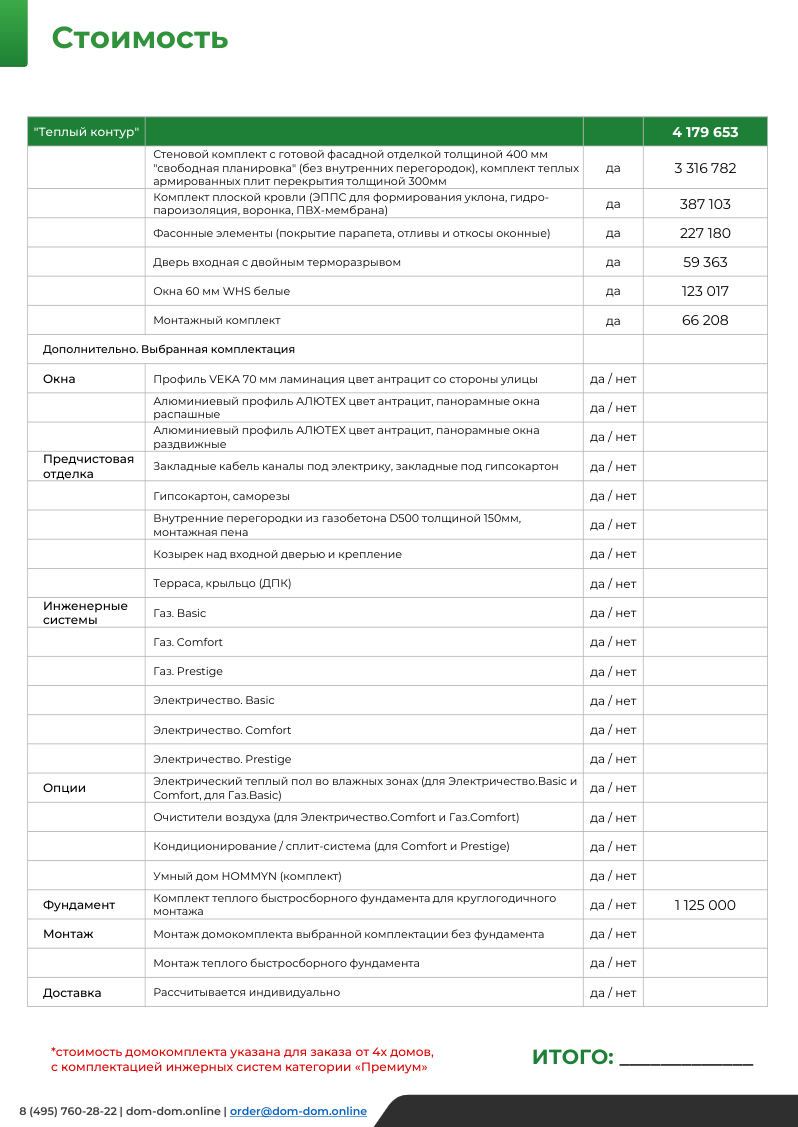 Стоимость
"Теплый контур" 4 179 653
Стеновой комплект с готовой фасадной отделкой толщиной 400 мм
"свободная планировка" (без внутренних перегородок), комплект теплых
армированных плит перекрытия толщиной 300мм
да 3 316 782
Комплект плоской кровли (ЭППС для формирования уклона, гидро-
пароизоляция, воронка, ПВХ-мембрана)
да 387 103
Фасонные элементы (покрытие парапета, отливы и откосы оконные) да 227 180
Дверь входная с двойным терморазрывом да 59 363
Окна 60 мм WHS белые да 123 017
Монтажный комплект да 66 208
Дополнительно. Выбранная комплектация
Окна Профиль VEKA 70 мм ламинация цвет антрацит со стороны улицы да / нет
Алюминиевый профиль АЛЮТЕХ цвет антрацит, панорамные окна
распашные
да / нет
Алюминиевый профиль АЛЮТЕХ цвет антрацит, панорамные окна
раздвижные
да / нет
Предчистовая
отделка
Закладные кабель каналы под электрику, закладные под гипсокартон да / нет
Гипсокартон, саморезы да / нет
Внутренние перегородки из газобетона D500 толщиной 150мм,
монтажная пена
да / нет
Козырек над входной дверью и крепление да / нет
Терраса, крыльцо (ДПК) да / нет
Инженерные
системы
Газ. Basic да / нет
Газ. Comfort да / нет
Газ. Prestige да / нет
Электричество. Basic да / нет
Электричество. Comfort да / нет
Электричество. Prestige да / нет
Опции
Электрический теплый пол во влажных зонах (для Электричество.Basic и
Comfort, для Газ.Basic)
да / нет
Очистители воздуха (для Электричество.Comfort и Газ.Comfort) да / нет
Кондиционирование / сплит-система (для Comfort и Prestige) да / нет
Умный дом HOMMYN (комплект) да / нет
Фундамент
Комплект теплого быстросборного фундамента для круглогодичного
монтажа
да / нет 1 125 000
Монтаж Монтаж домокомплекта выбранной комплектации без фундамента да / нет
Монтаж теплого быстросборного фундамента да / нет
Доставка Рассчитывается индивидуально да / нет
*стоимость домокомплекта указана для заказа от 4х домов,
с комплектацией инжерных систем категории «Премиум»
ИТОГО: _____________
8 (495) 760-28-22 | dom-dom.online | order@dom-dom.online